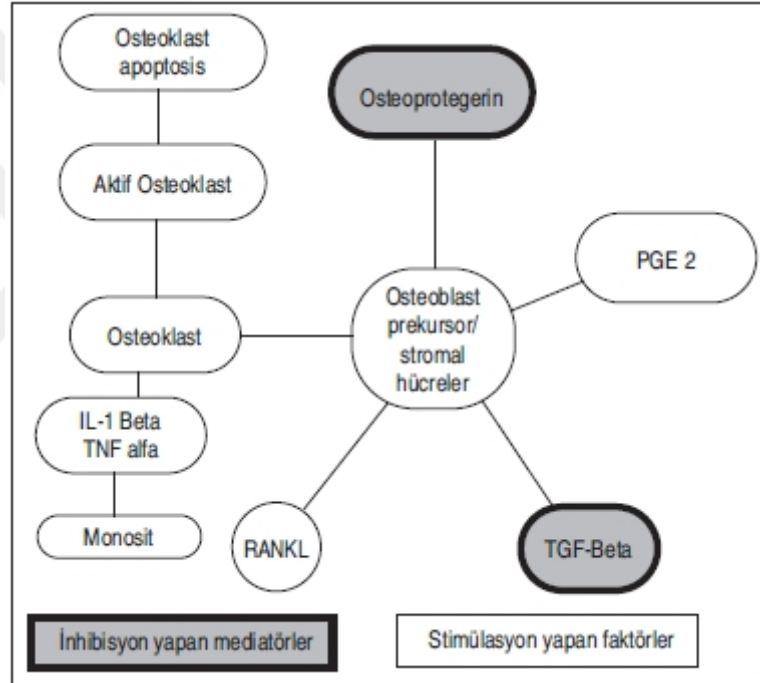 Osteoklast
apoptosis
Osteoprotegerin
Aktif Osteoklast
PGE 2
Osteoblast
prekursor/
stromal
hücreler
Osteoklast
IL-1 Beta
TNF alfa
Monosit
RANKL
TGF-Beta
İnhibisyon yapan mediatörler
Stimülasyon yapan faktörler